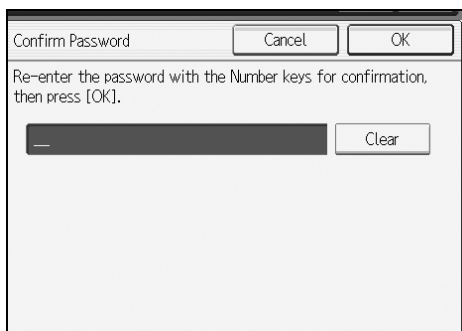 Confirm Password Cancel OK
Re-enter the password with the Number keys for confirmation,
then press [OK].
Clear